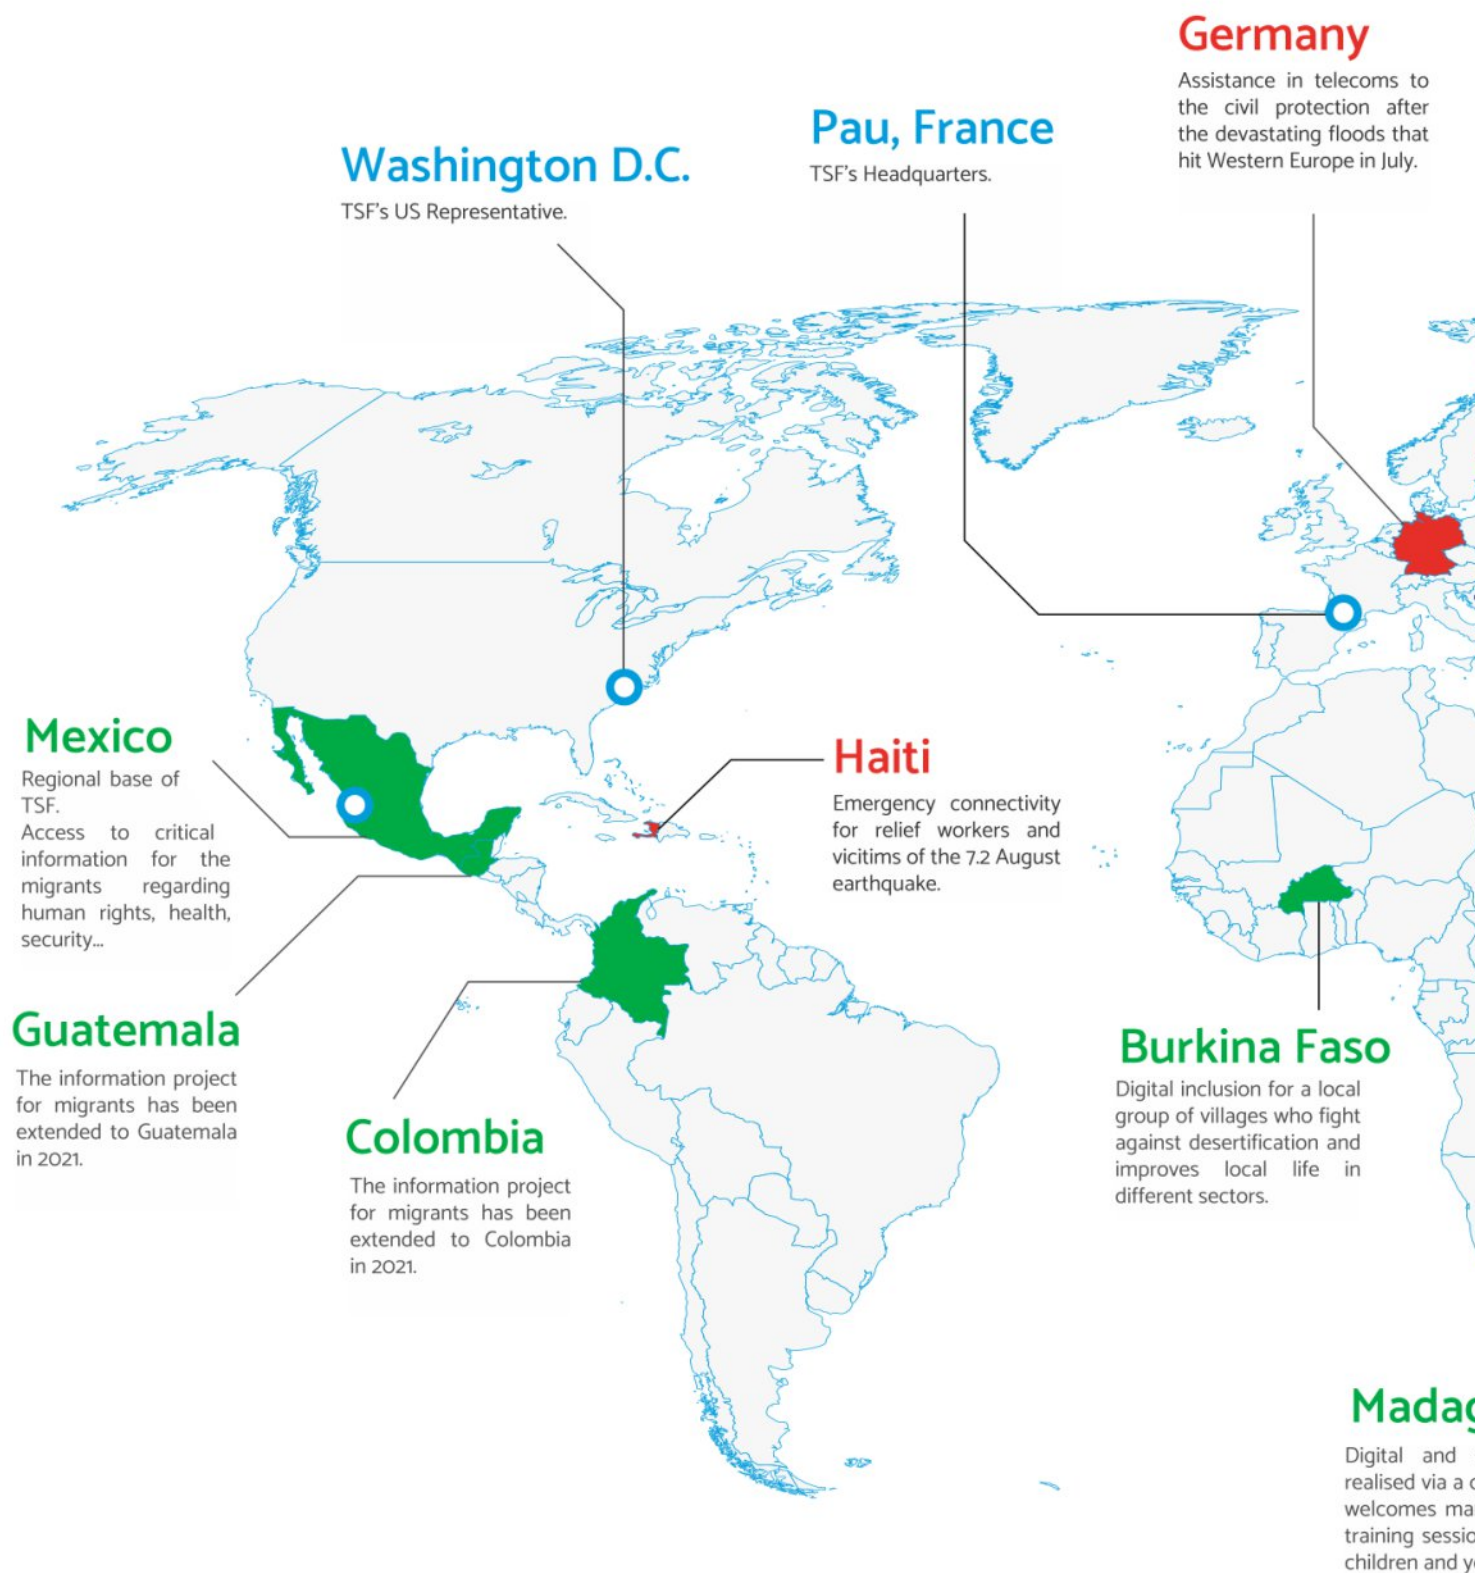 Germany
Assistance in telecoms to
the civil protection after
the devastating floods that
hit Western Europe in July.
Pau, France
TSF's Headquarters.
Washington D.C.
TSF's US Representative.
Mexico
Regional base of
TSF.
Access to critical
information for the
migrants regarding
human rights, health,
security...
Haiti
Emergency connectivity
for relief workers and
vicitims of the 7.2 August
earthquake.
Guatemala
The information project
for migrants has been
extended to Guatemala
in 2021.
Colombia
The information project
for migrants has been
extended to Colombia
in 2021.
Burkina Faso
Digital inclusion for a local
group of villages who fight
against desertification and
improves local life in
different sectors.
Digital and
realised via a
welcomes
training
children and